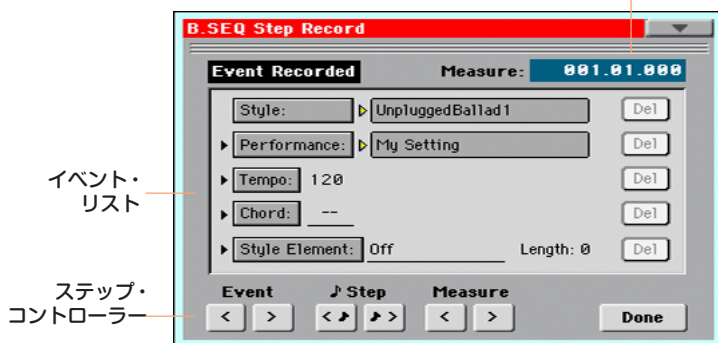 B.SEQ Step Record
Event Recorded Measure: 001.01.000
Style: UnpluggedBallad1 Del
Performance: My Setting Del
Tempo: 120 Del
Chord: -- Del
Style Element: Off Length: 0 Del
イベント・
リスト
Event ♪ Step Measure
< > < ♪ ♪ > < > Done
ステップ・
コントローラー